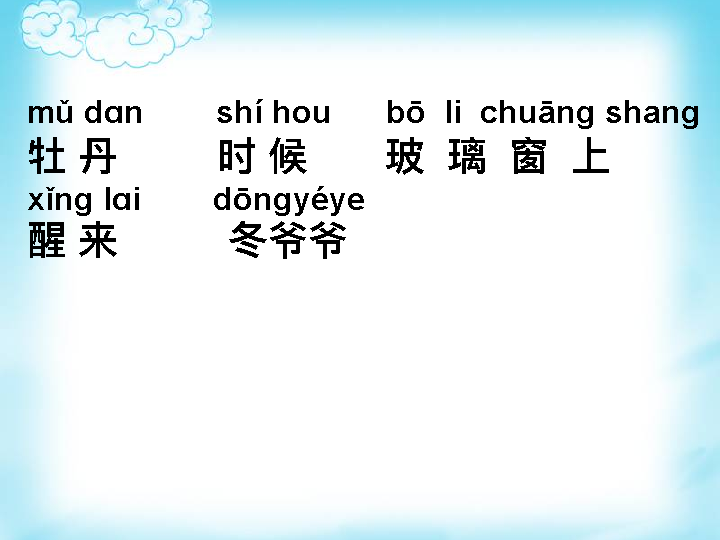 mǔ dɑn shí hou bō li chuāng shang
牡 丹 时 候 玻 璃 窗 上
xǐng lɑi dōngyéye
醒 来 冬爷爷